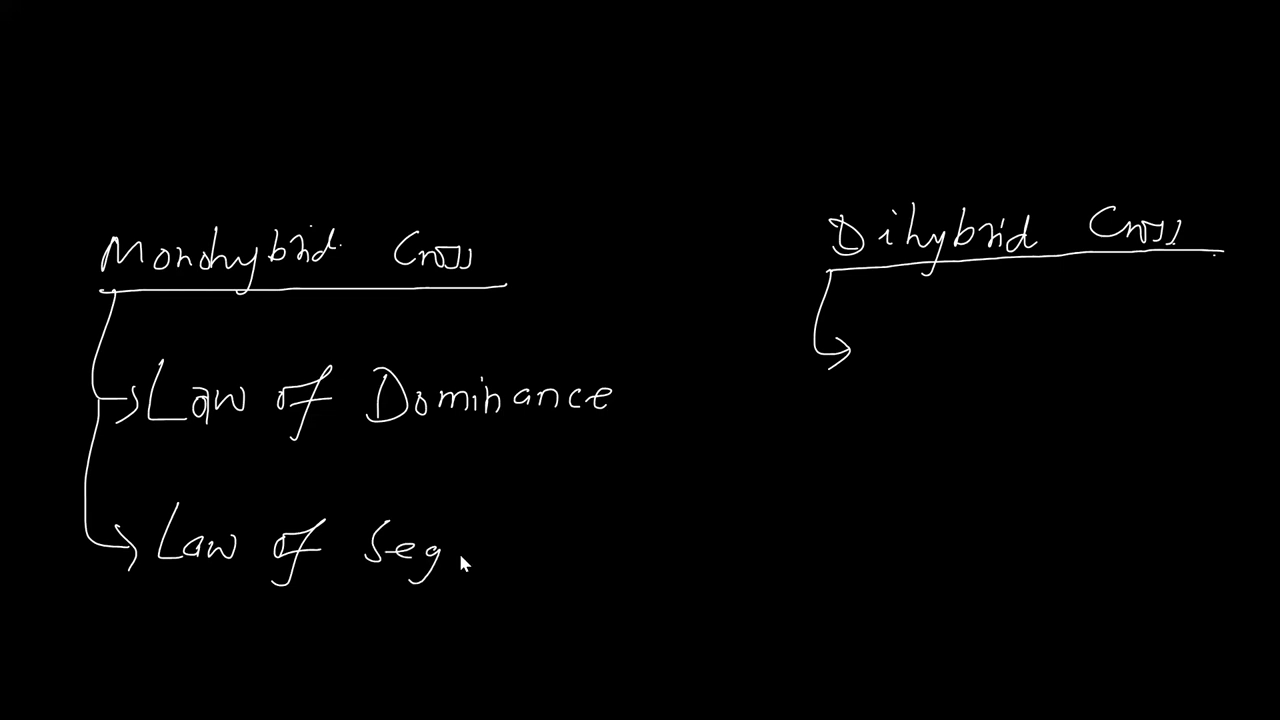 Monohybrid Cross
Law of Dominance
Law of Seg
Dihybrid Cross